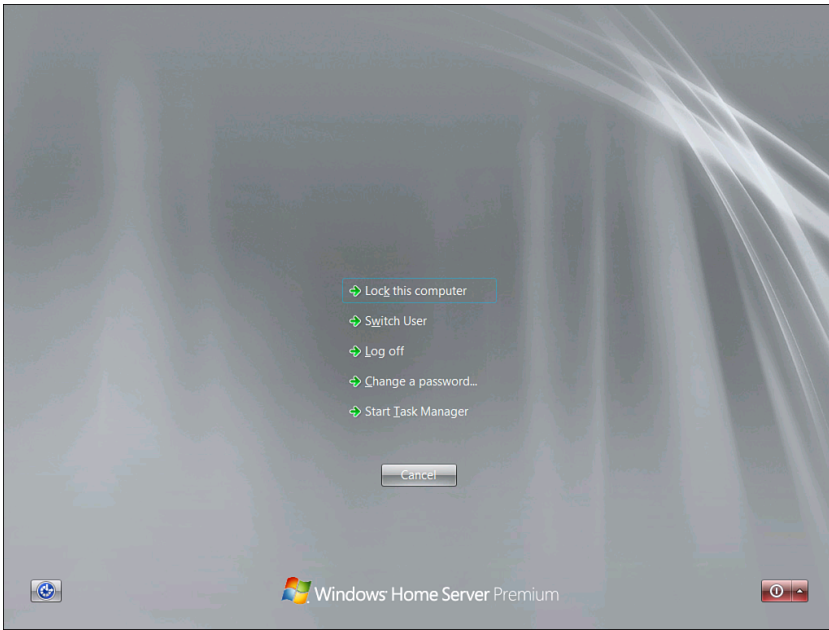 Lock this computer
Switch User
Log off
Change a password...
Start Task Manager
Cancel
Windows Home Server Premium